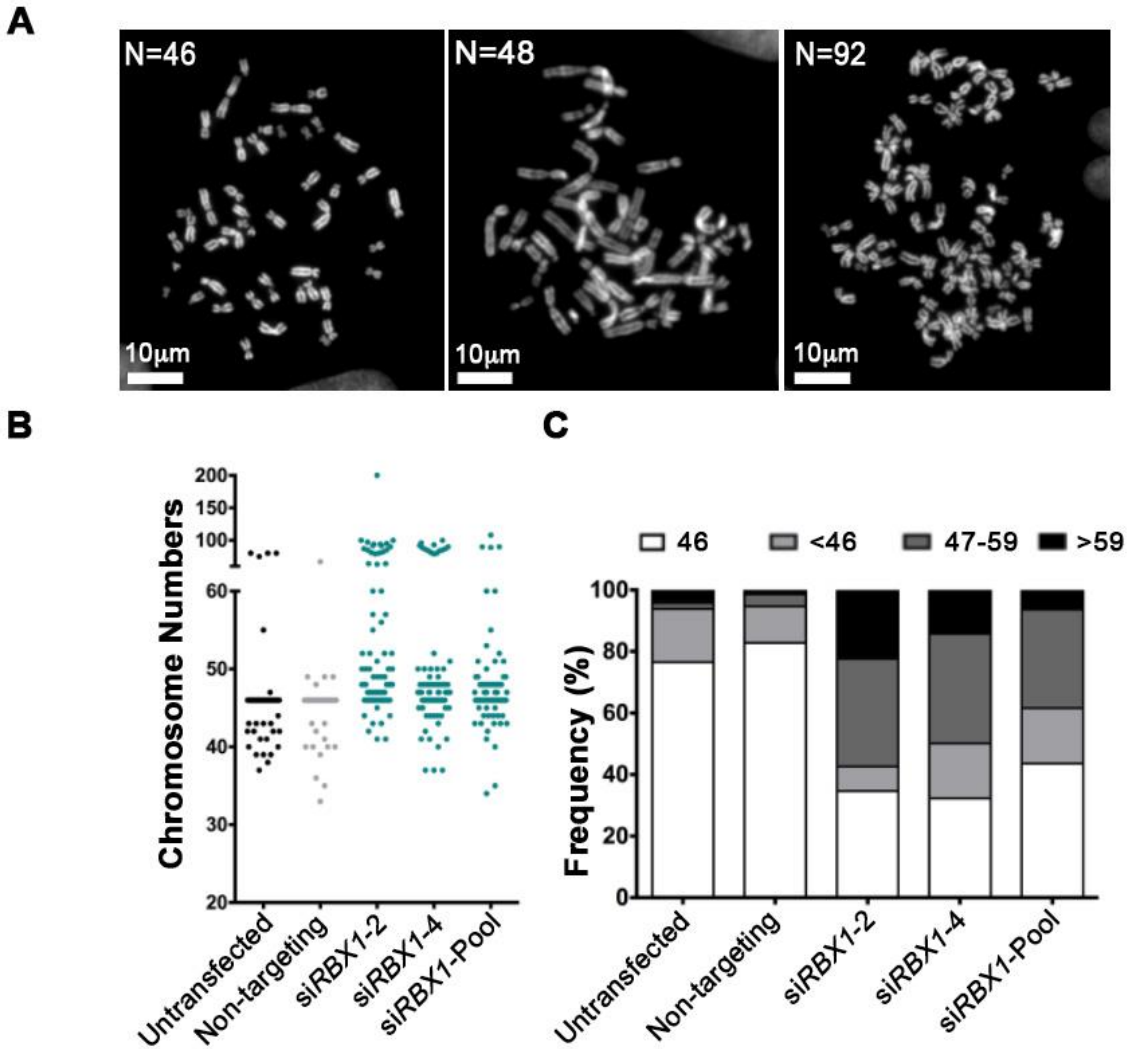 A
N=46
N=48
N=92
10µm
10µm
10µm
B
C
Chromosome Numbers
200
150
100
60
50
40
30
20
Untransfected
Non-targeting
siRBX1-2
siRBX1-4
siRBX1-Pool
46
<46
47-59
>59
Frequency (%)
100
80
60
40
20
0
Untransfected
Non-targeting
siRBX1-2
siRBX1-4
siRBX1-Pool